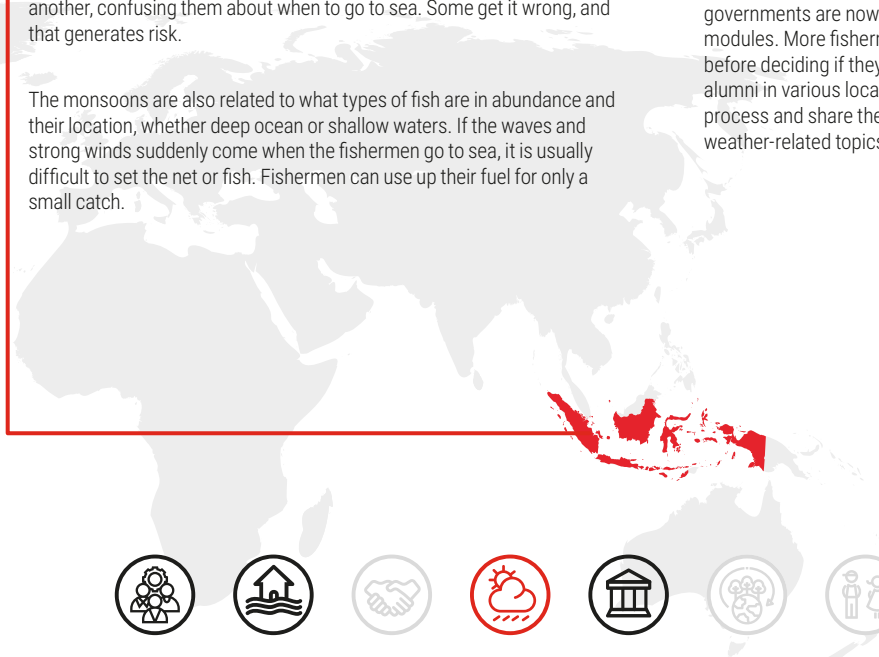 another, confusing them about when to go to sea. Some get it wrong, and
that generates risk.
The monsoons are also related to what types of fish are in abundance and
their location, whether deep ocean or shallow waters. If the waves and
strong winds suddenly come when the fishermen go to sea, it is usually
difficult to set the net or fish. Fishermen can use up their fuel for only a
small catch.
governments are now
modules. More fisherm
before deciding if they
alumni in various loca
process and share the
weather-related topics